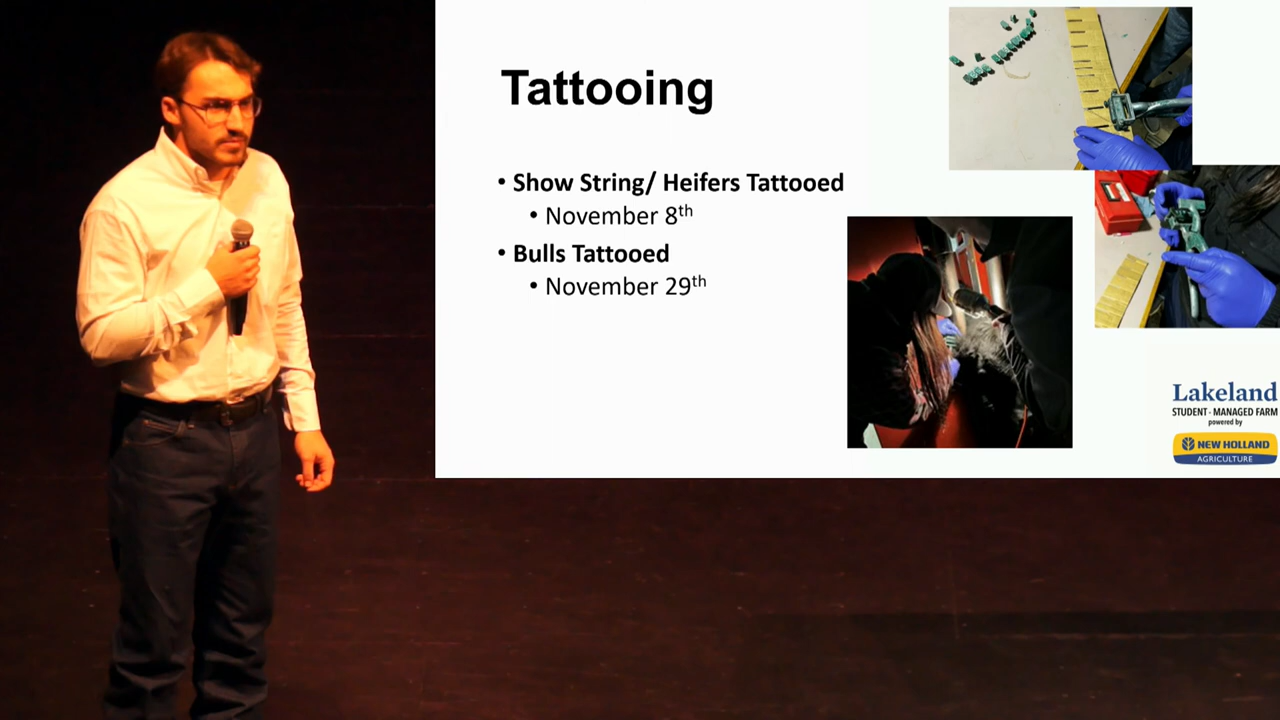 Tattooing
• Show String/ Heifers Tattooed
• November 8th
• Bulls Tattooed
• November 29th
Lakeland
STUDENT-MANAGED FARM
powered by
NEW HOLLAND
AGRICULTURE